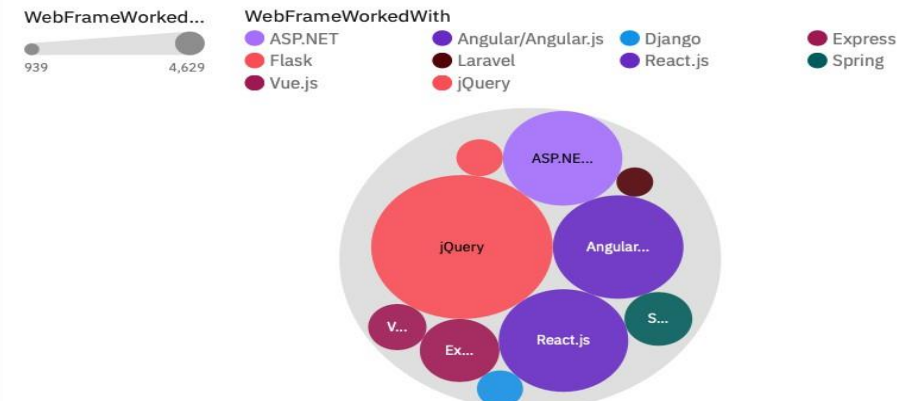 WebFrameWorked...
939 4,629
WebFrameWorkedWith
ASP.NET Angular/Angular.js Django Express
Flask Laravel React.js Spring
Vue.js jQuery
ASP.NE...
jQuery
Angular...
V...
Ex...
React.js
S...